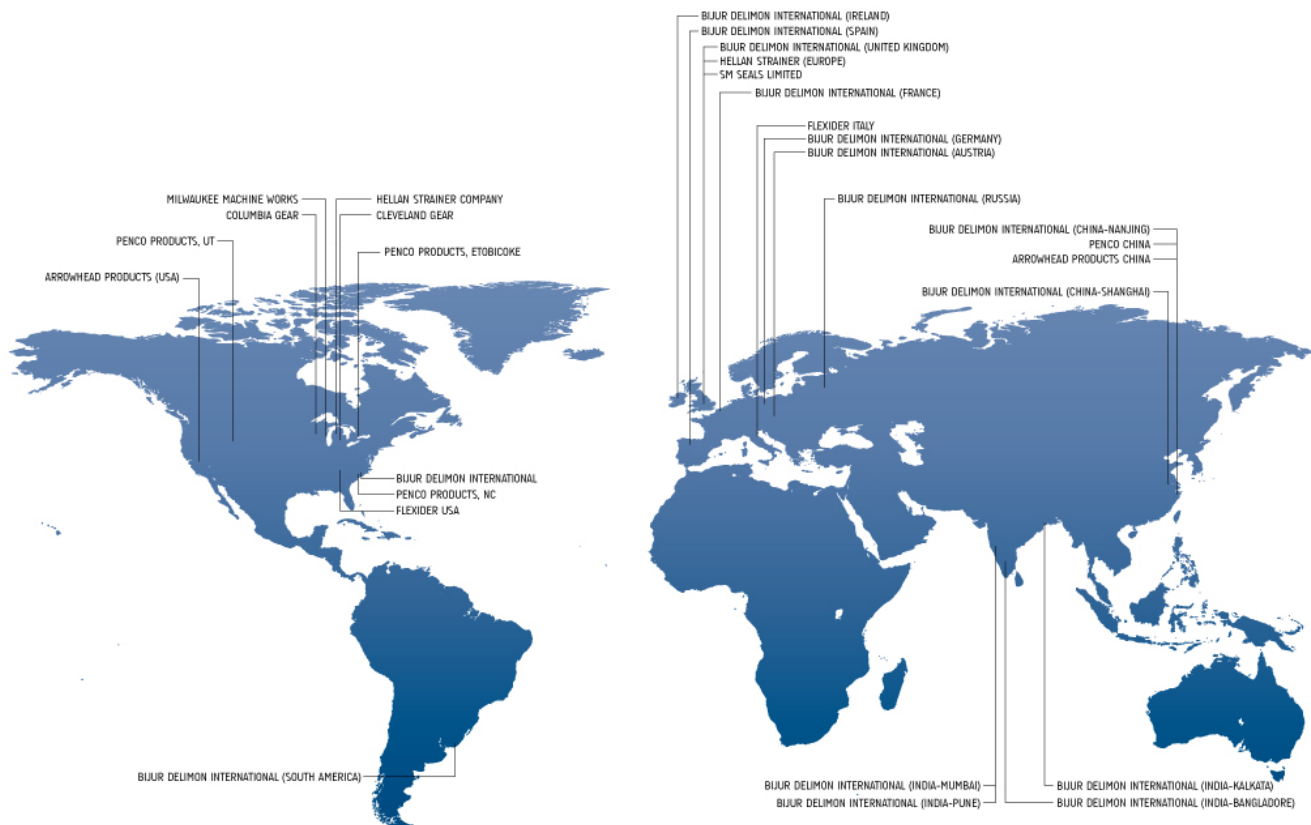 BIJUR DELIMON INTERNATIONAL (IRELAND)
BIJUR DELIMON INTERNATIONAL (SPAIN)
BIJUR DELIMON INTERNATIONAL (UNITED KINGDOM)
HELLAN STRAINER (EUROPE)
SM SEALS LIMITED
BIJUR DELIMON INTERNATIONAL (FRANCE)
FLEXIDER ITALY
BIJUR DELIMON INTERNATIONAL (GERMANY)
BIJUR DELIMON INTERNATIONAL (AUSTRIA)
MILWAUKEE MACHINE WORKS
HELLAN STRAINER COMPANY
BIJUR DELIMON INTERNATIONAL (RUSSIA)
COLUMBIA GEAR
CLEVELAND GEAR
BIJUR DELIMON INTERNATIONAL (CHINA-NANJING)
PENCO PRODUCTS, UT
PENCO CHINA
PENCO PRODUCTS, ETOBICOKE
ARROWHEAD PRODUCTS CHINA
ARROWHEAD PRODUCTS (USA)
BIJUR DELIMON INTERNATIONAL (CHINA-SHANGHAI)
BIJUR DELIMON INTERNATIONAL
PENCO PRODUCTS, NC
FLEXIDER USA
BIJUR DELIMON INTERNATIONAL (SOUTH AMERICA)
BIJUR DELIMON INTERNATIONAL (INDIA-MUMBAI)
BIJUR DELIMON INTERNATIONAL (INDIA-KALKATA)
BIJUR DELIMON INTERNATIONAL (INDIA-PUNE)
BIJUR DELIMON INTERNATIONAL (INDIA-BANGLADORE)